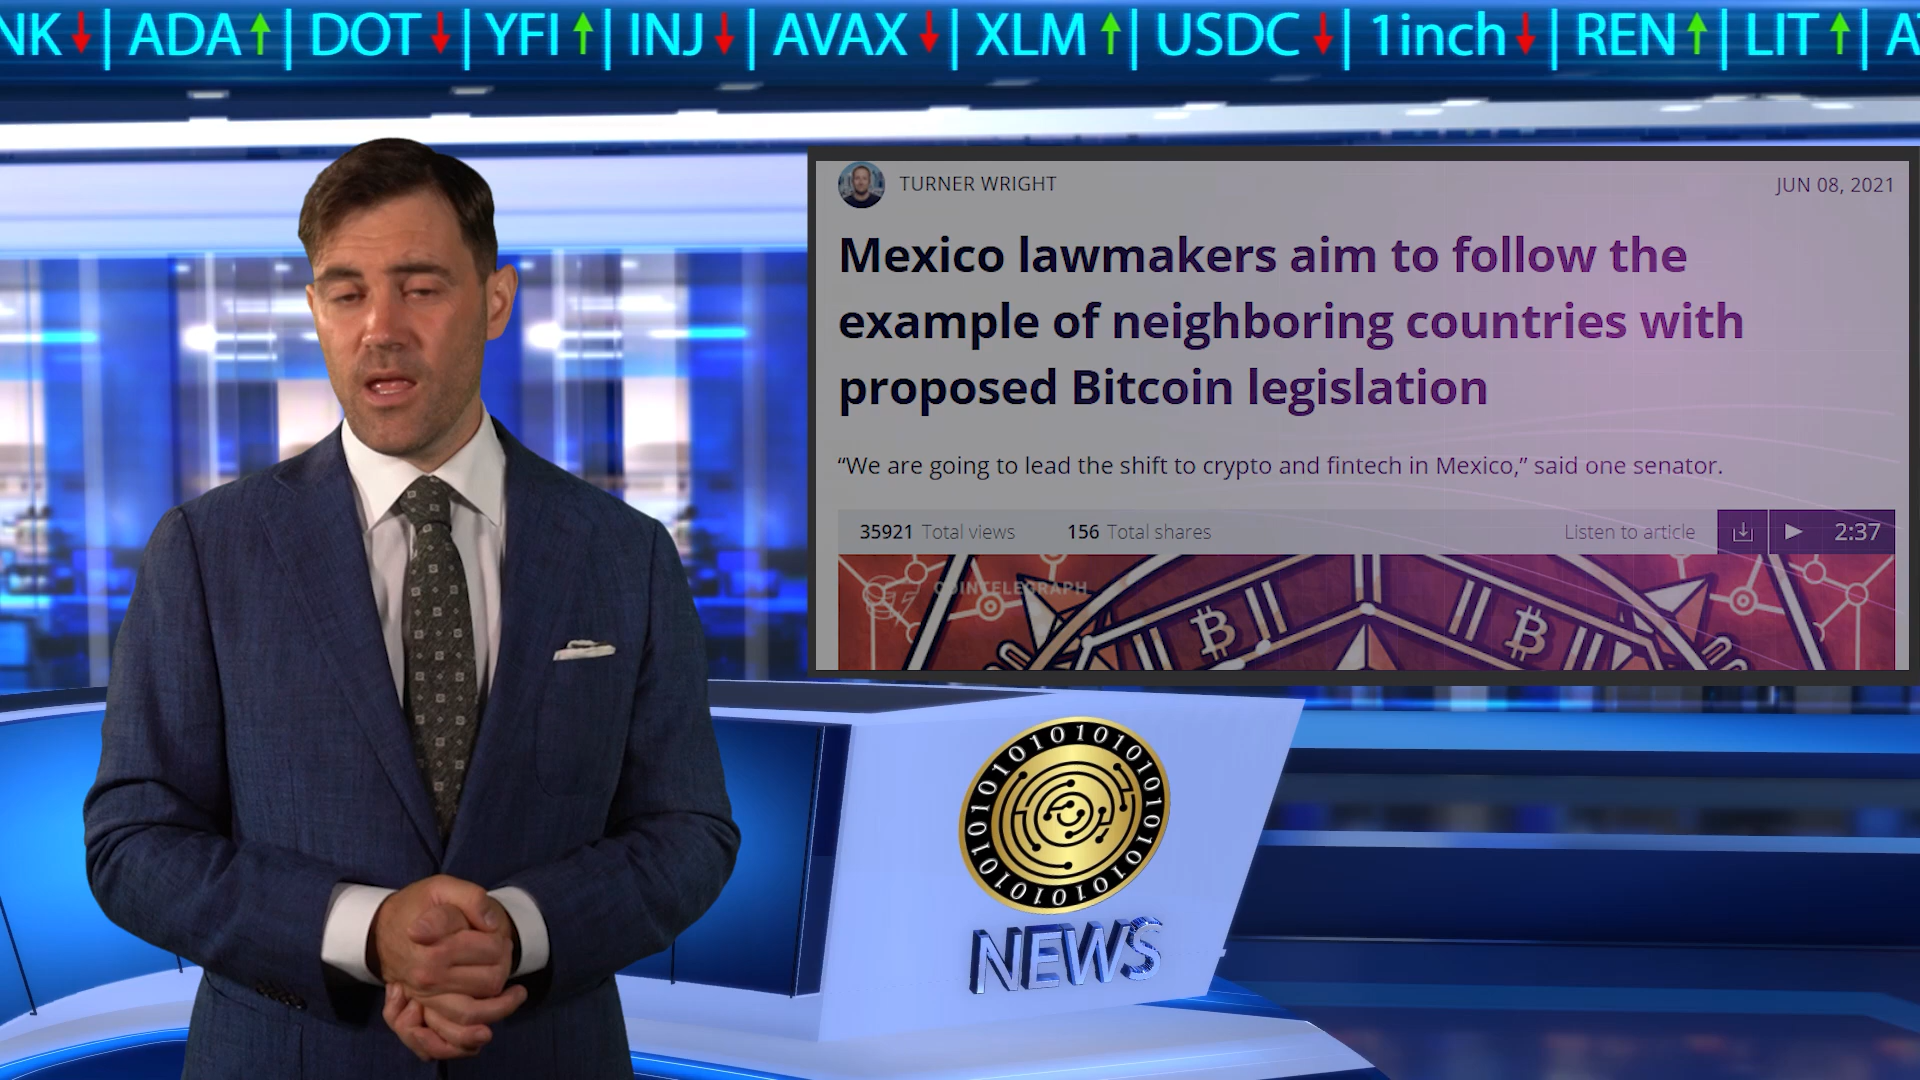 NK | ADA | DOT | YFI | INJ | AVAX | XLM | USDC | 1inch | REN | LIT | A
TURNER WRIGHT
JUN 08, 2021
Mexico lawmakers aim to follow the
example of neighboring countries with
proposed Bitcoin legislation
“We are going to lead the shift to crypto and fintech in Mexico,” said one senator.
35921 Total views 156 Total shares Listen to article 2:37
COINTELEGRAPH
NEWS